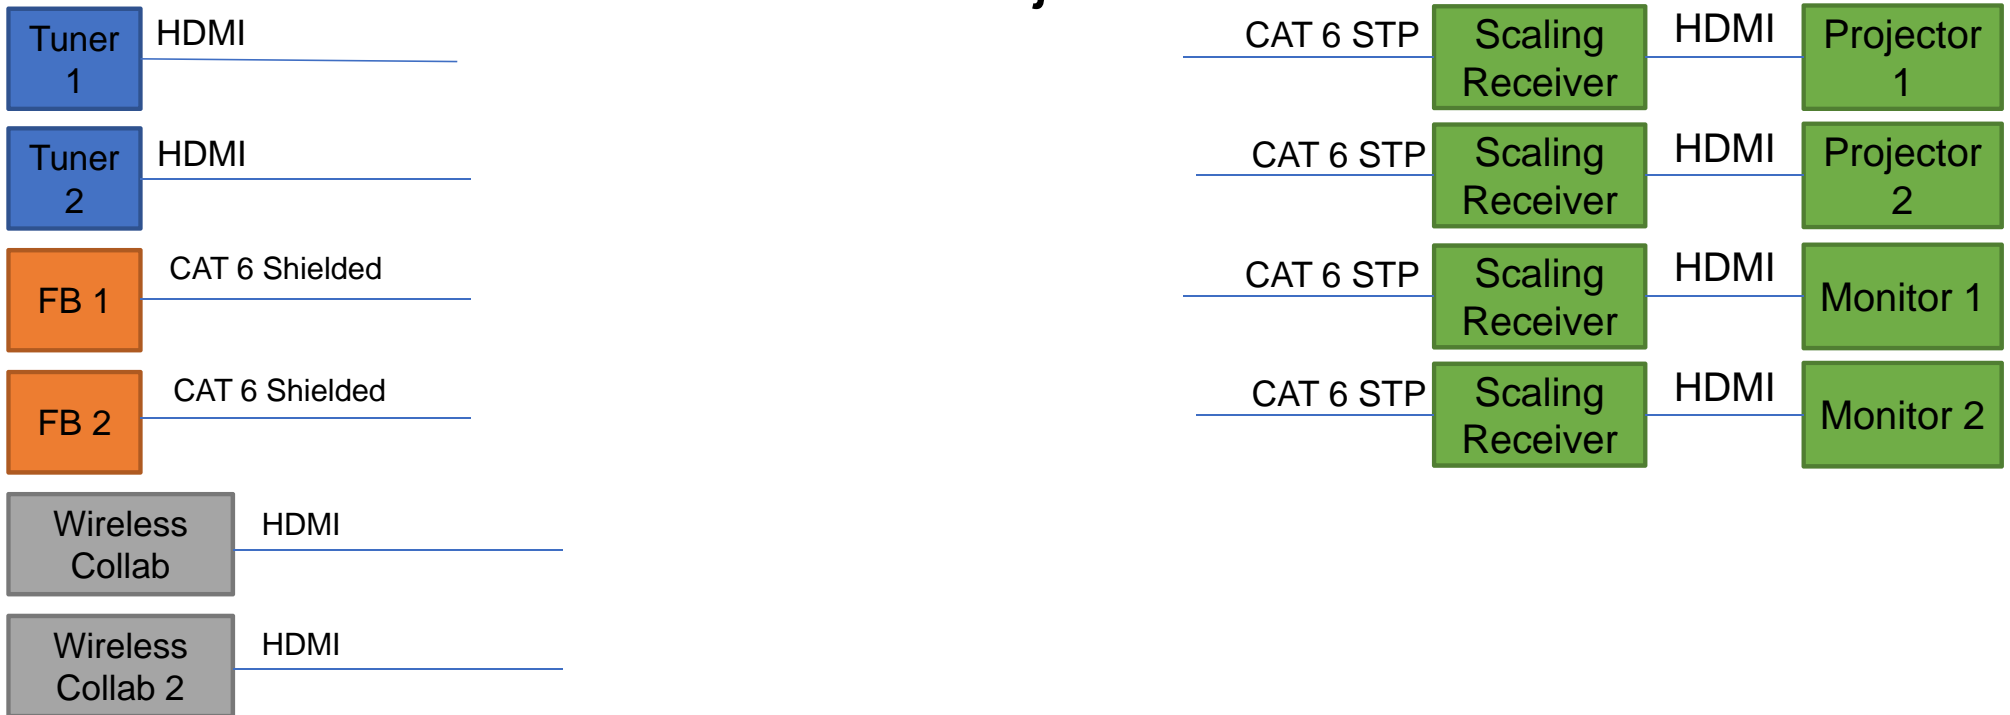 Tuner
1
HDMI
CAT 6 STP
Scaling
Receiver
HDMI
Projector
1
Tuner
2
HDMI
CAT 6 STP
Scaling
Receiver
HDMI
Projector
2
FB 1
CAT 6 Shielded
CAT 6 STP
Scaling
Receiver
HDMI
Monitor 1
FB 2
CAT 6 Shielded
CAT 6 STP
Scaling
Receiver
HDMI
Monitor 2
Wireless
Collab
HDMI
Wireless
Collab 2
HDMI